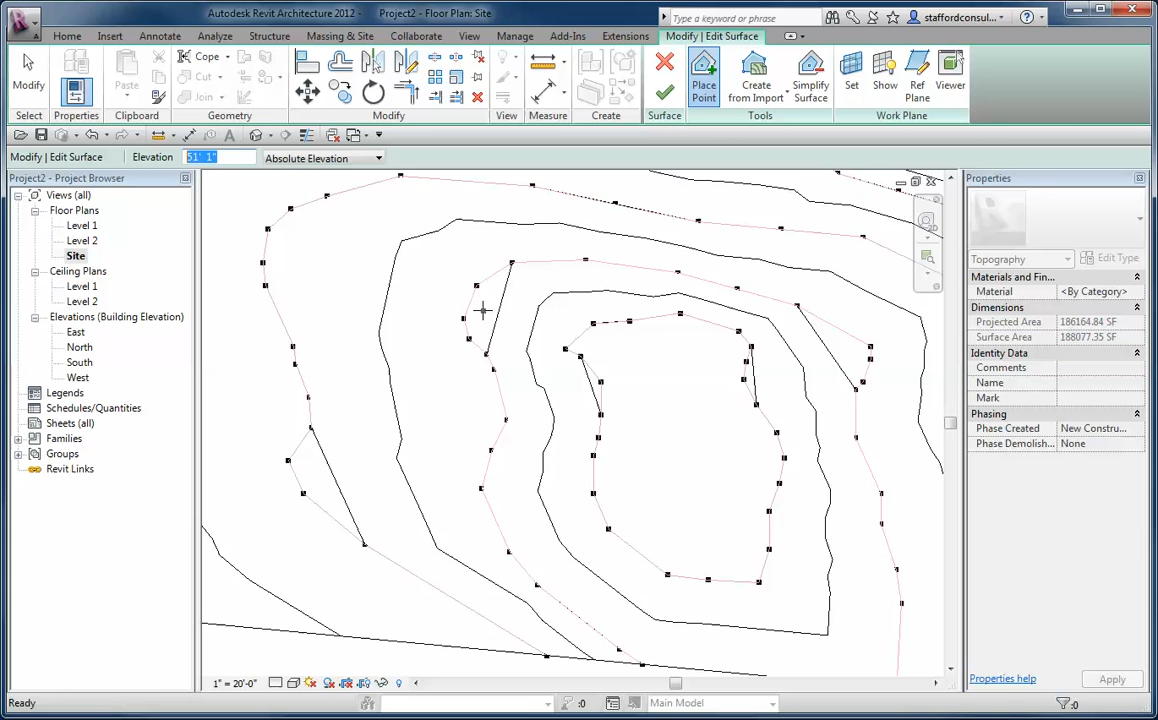 Autodesk Revit Architecture 2012 - Project2 - Floor Plan: Site
Type a keyword or phrase
staffordconsul...
Home Insert Annotate Analyze Structure Massing & Site Collaborate View Manage Add-Ins Extensions Modify | Edit Surface
Modify
Paste
Cope
Cut
Join
Place Point
Create from Import
Simplify Surface
Set
Show
Ref Plane
Viewer
Select Properties Clipboard Geometry Modify View Measure Create Surface Tools Work Plane
Modify | Edit Surface Elevation 51' 1" Absolute Elevation
Project2 - Project Browser
Views (all)
Floor Plans
Level 1
Level 2
Site
Ceiling Plans
Level 1
Level 2
Elevations (Building Elevation)
East
North
South
West
Legends
Schedules/Quantities
Sheets (all)
Families
Groups
Revit Links
2D
Properties
Topography Edit Type
Materials and Fin...
Material <By Category>
Dimensions
Projected Area 186164.84 SF
Surface Area 188077.35 SF
Identity Data
Comments
Name
Mark
Phasing
Phase Created New Constru...
Phase Demolish... None
Properties help Apply
1" = 20'-0"
Ready :0 Main Model :0